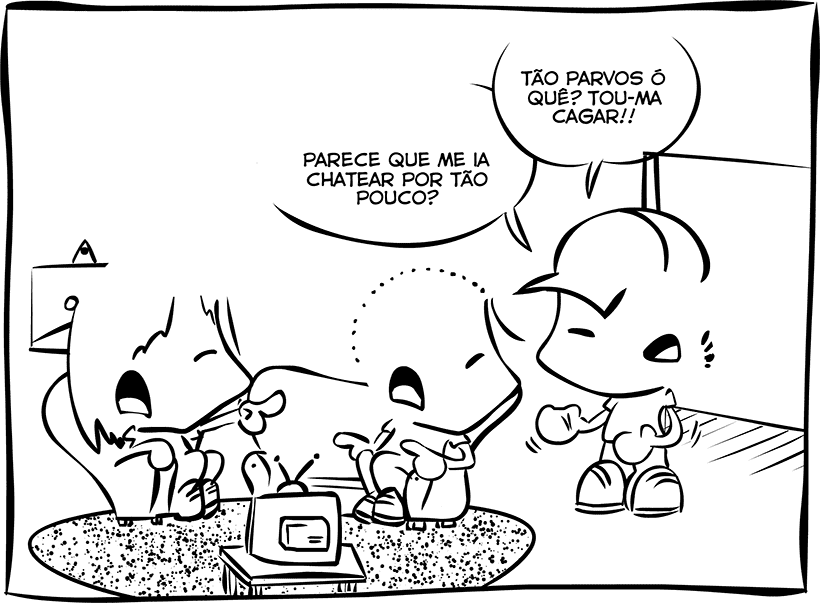 TÃO PARVOS Ó
QUÊ? TOU-MA
CAGAR!!
PARECE QUE ME IA
CHATEAR POR TÃO
POUCO?